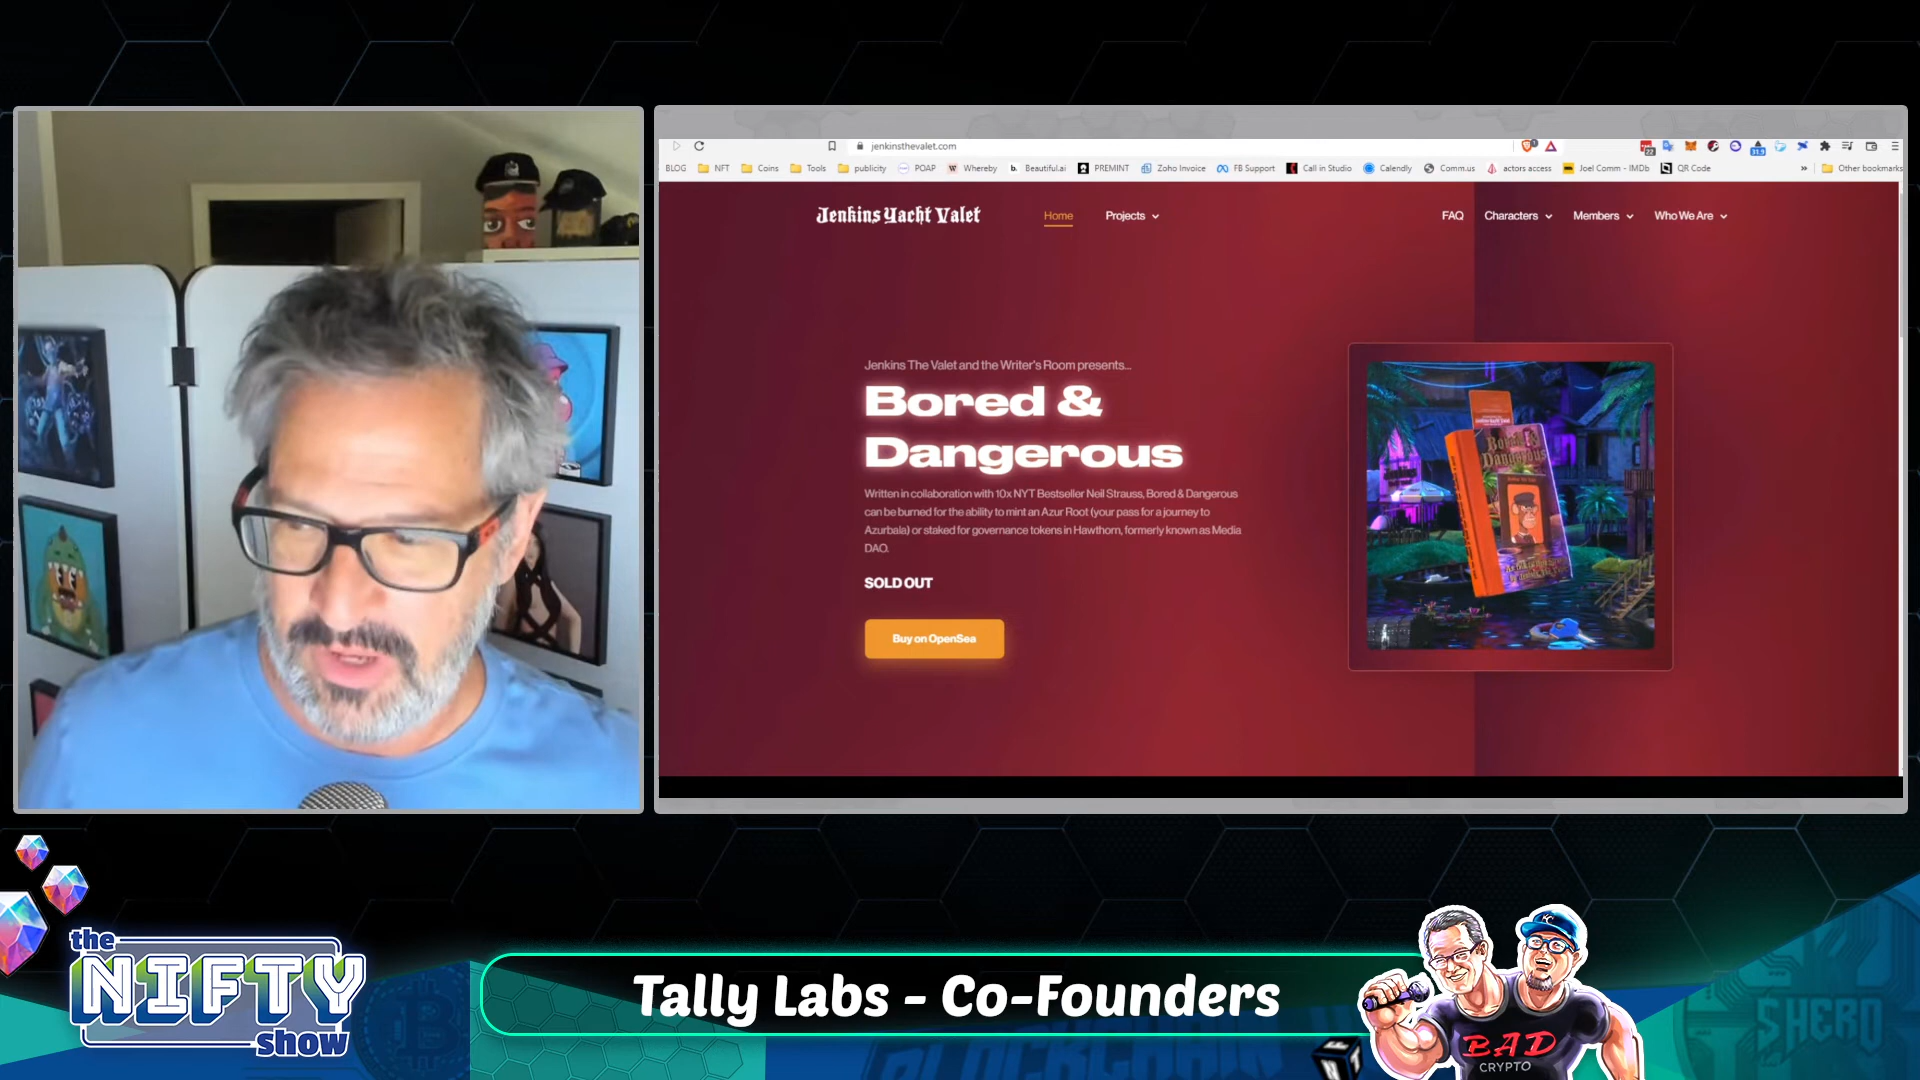 jenkinsthevalet.com
BLOG NFT Coins Tools publicity POAP Whereby Beautiful.ai PREMINT Zoho Invoice FB Support Call in Studio Calendly Comm.us actors access Joel Comm - IMDb QR Code » Other bookmarks
Jenkins Yacht Valet Home Projects FAQ Characters Members Who We Are
Jenkins The Valet and the Writer's Room presents...
Bored &
Dangerous
Written in collaboration with 10x NYT Bestseller Neil Strauss, Bored & Dangerous
can be burned for the ability to mint an Azur Root (your pass for a journey to
Azurbala) or staked for governance tokens in Hawthorn, formerly known as Media
DAO.
SOLD OUT
Buy on OpenSea
Bored &
Dangerous
the
NIFTY
show
Tally Labs - Co-Founders
KC
BAD
CRYPTO
BLOCKCHAIN
$HERO